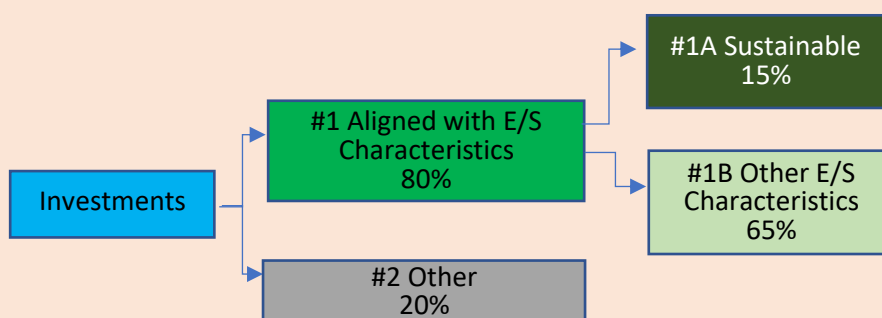 Investments
#1 Aligned with E/S
Characteristics
80%
#2 Other
20%
#1A Sustainable
15%
#1B Other E/S
Characteristics
65%